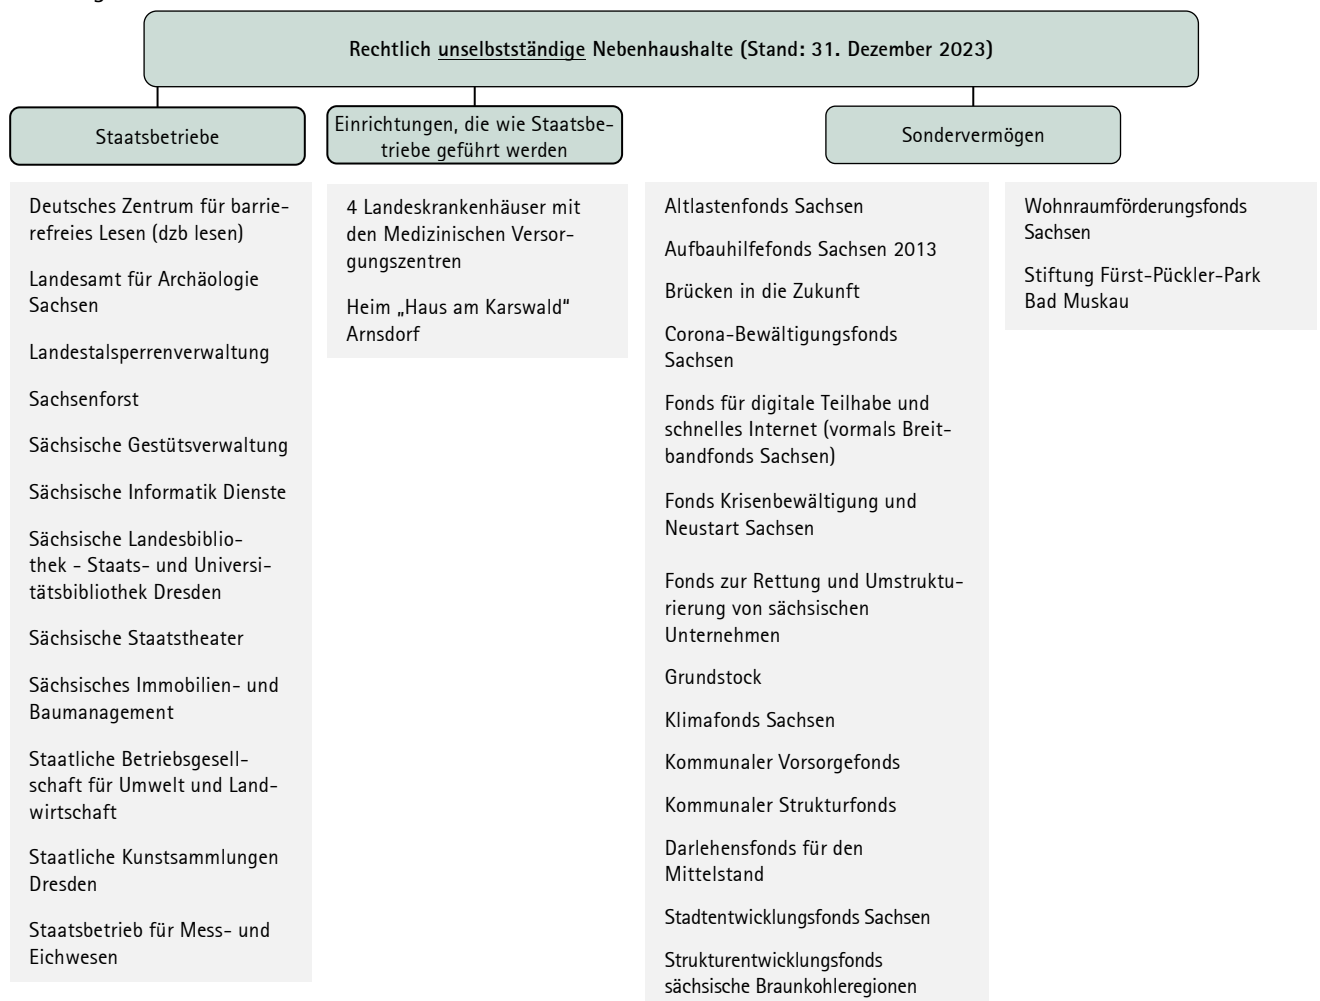 Rechtlich unselbstständige Nebenhaushalte (Stand: 31. Dezember 2023)
Staatsbetriebe
Deutsches Zentrum für barrie-
refreies Lesen (dzb lesen)
Landesamt für Archäologie
Sachsen
Landestalsperrenverwaltung
Sachsenforst
Sächsische Gestütsverwaltung
Sächsische Informatik Dienste
Sächsische Landesbiblio-
thek - Staats- und Universi-
tätsbibliothek Dresden
Sächsische Staatstheater
Sächsisches Immobilien- und
Baumanagement
Staatliche Betriebsgesell-
schaft für Umwelt und Land-
wirtschaft
Staatliche Kunstsammlungen
Dresden
Staatsbetrieb für Mess- und
Eichwesen
Einrichtungen, die wie Staatsbe-
triebe geführt werden
4 Landeskrankenhäuser mit
den Medizinischen Versor-
gungszentren
Heim „Haus am Karswald"
Arnsdorf
Sondervermögen
Altlastenfonds Sachsen
Aufbauhilfefonds Sachsen 2013
Brücken in die Zukunft
Corona-Bewältigungsfonds
Sachsen
Fonds für digitale Teilhabe und
schnelles Internet (vormals Breit-
bandfonds Sachsen)
Fonds Krisenbewältigung und
Neustart Sachsen
Fonds zur Rettung und Umstruktu-
rierung von sächsischen
Unternehmen
Grundstock
Klimafonds Sachsen
Kommunaler Vorsorgefonds
Kommunaler Strukturfonds
Darlehensfonds für den
Mittelstand
Stadtentwicklungsfonds Sachsen
Strukturentwicklungsfonds
sächsische Braunkohleregionen
Wohnraumförderungsfonds
Sachsen
Stiftung Fürst-Pückler-Park
Bad Muskau